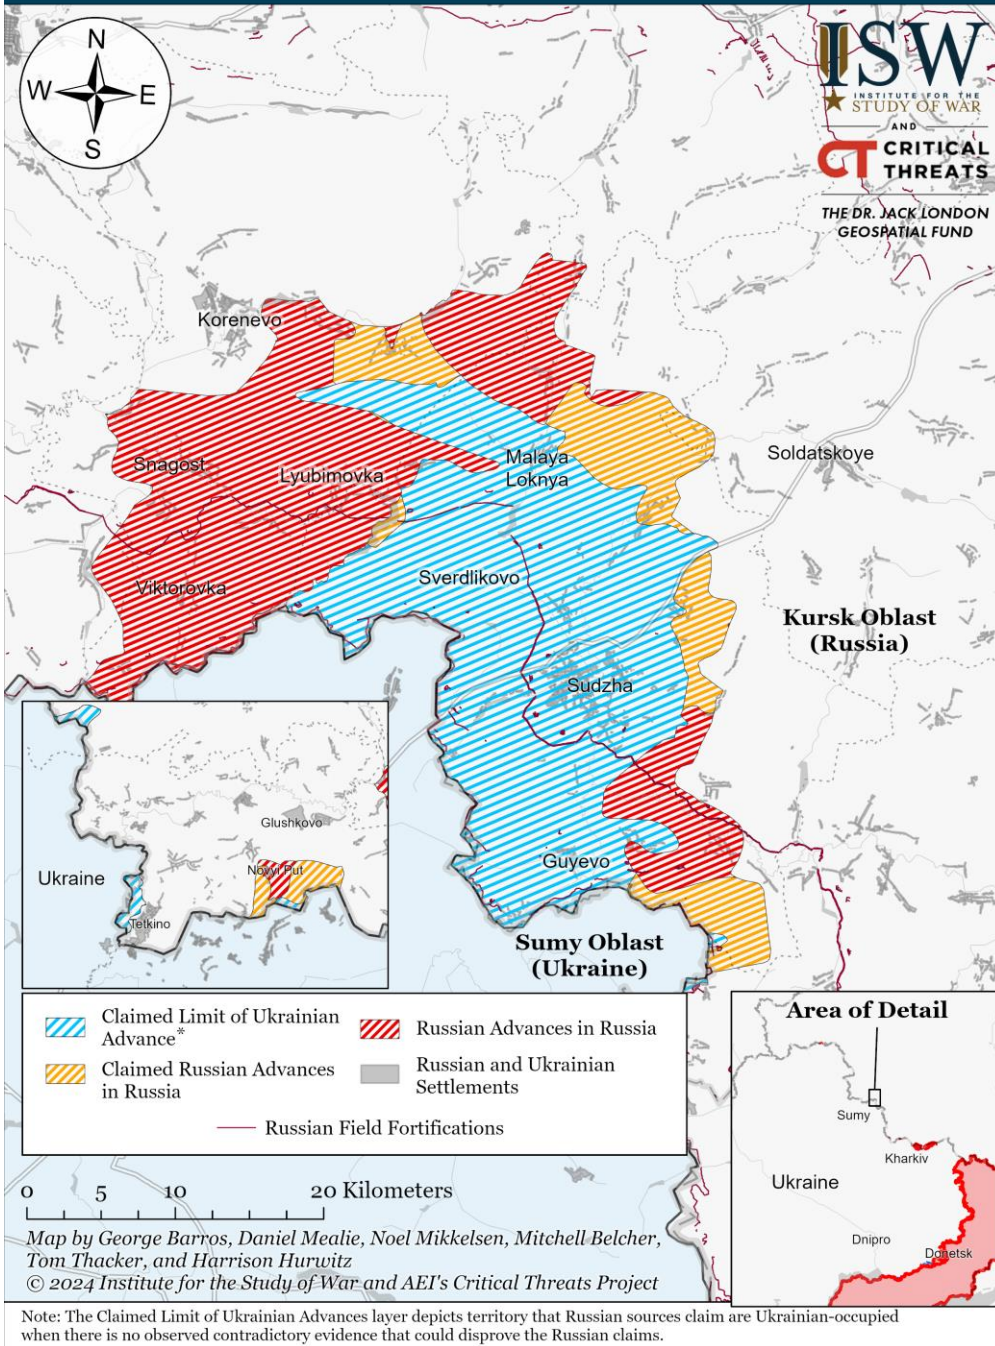 N
W
E
S
ISW
INSTITUTE FOR THE
STUDY OF WAR
AND
CT CRITICAL
THREATS
THE DR. JACK LONDON
GEOSPATIAL FUND
Korenevo
Snagost
Lyubimovka
Malaya
Loknya
Soldatskoye
Viktorovka
Sverdlikovo
Kursk Oblast
(Russia)
Sudzha
Guyevo
Sumy Oblast
(Ukraine)
Glushkovo
Ukraine
Novyi Put
Tetkino
Claimed Limit of Ukrainian
Advance*
Russian Advances in Russia
Claimed Russian Advances
in Russia
Russian and Ukrainian
Settlements
Russian Field Fortifications
Area of Detail
Sumy
Kharkiv
Ukraine
Dnipro
Donetsk
0 5 10 20 Kilometers
Map by George Barros, Daniel Mealie, Noel Mikkelsen, Mitchell Belcher,
Tom Thacker, and Harrison Hurwitz
© 2024 Institute for the Study of War and AEI's Critical Threats Project
Note: The Claimed Limit of Ukrainian Advances layer depicts territory that Russian sources claim are Ukrainian-occupied
when there is no observed contradictory evidence that could disprove the Russian claims.